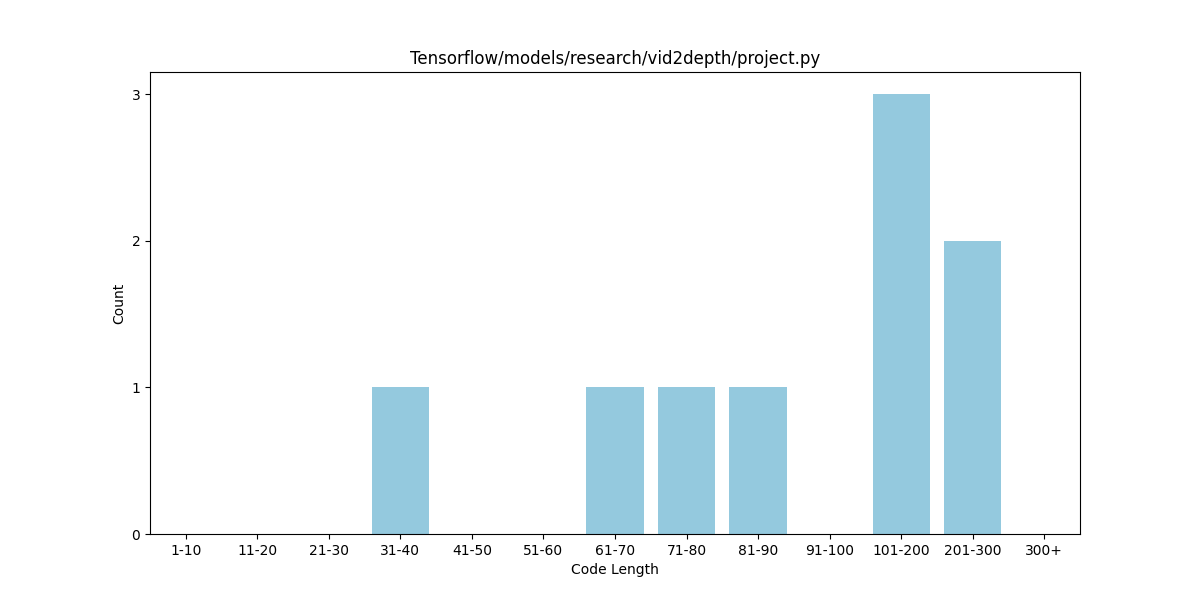 Tensorflow/models/research/vid2depth/project.py
3
2
1
0
Count
1-10 11-20 21-30 31-40 41-50 51-60 61-70 71-80 81-90 91-100 101-200 201-300 300+
Code Length